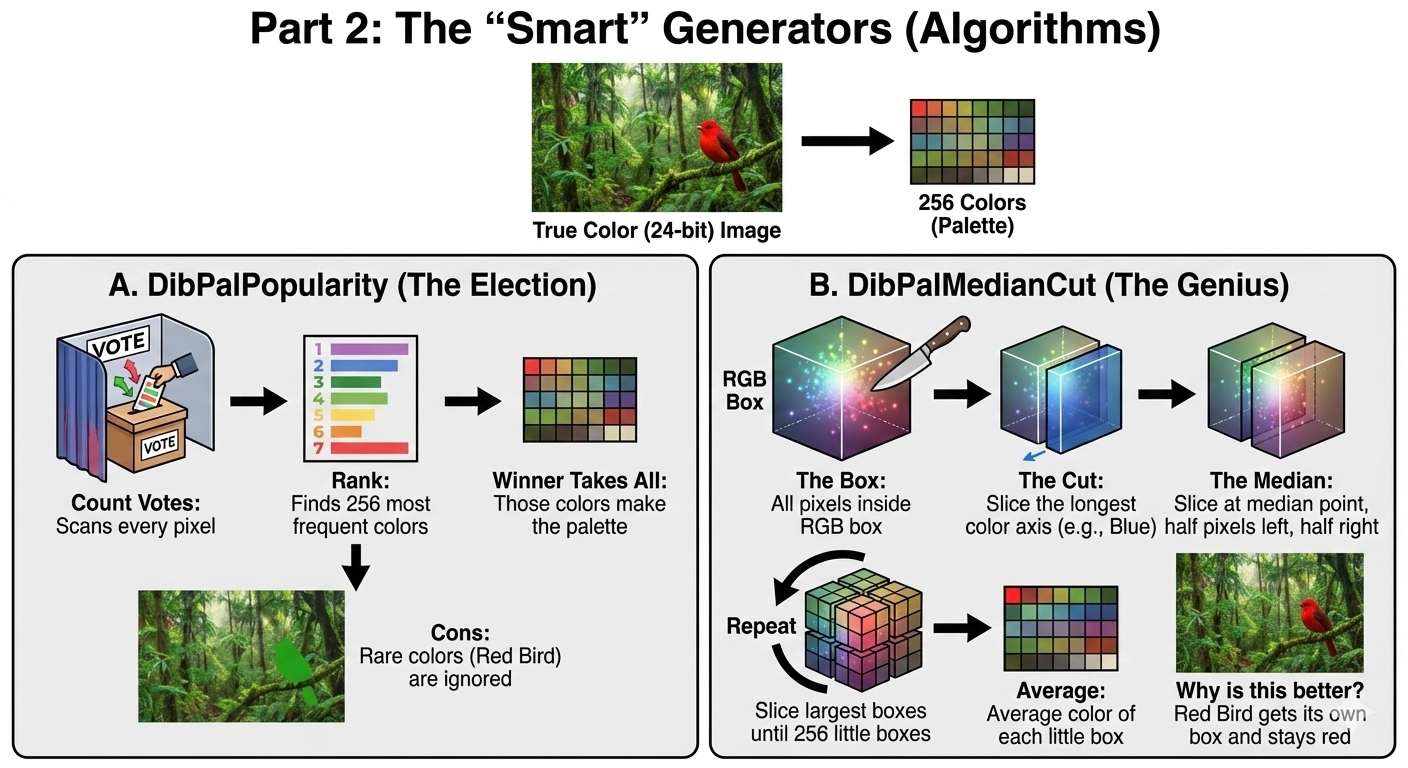 Part 2: The “Smart” Generators (Algorithms)
True Color (24-bit) Image
256 Colors
(Palette)
A. DibPalPopularity (The Election)
VOTE
VOTE
Count Votes:
Scans every pixel
1
2
3
4
5
6
7
Rank:
Finds 256 most
frequent colors
Winner Takes All:
Those colors make
the palette
Cons:
Rare colors (Red Bird)
are ignored
B. DibPalMedianCut (The Genius)
RGB
Box
The Box:
All pixels inside
RGB box
The Cut:
Slice the longest
color axis (e.g., Blue)
The Median:
Slice at median point,
half pixels left, half right
Repeat
Slice largest boxes
until 256 little boxes
Average:
Average color of
each little box
Why is this better?
Red Bird gets its own
box and stays red